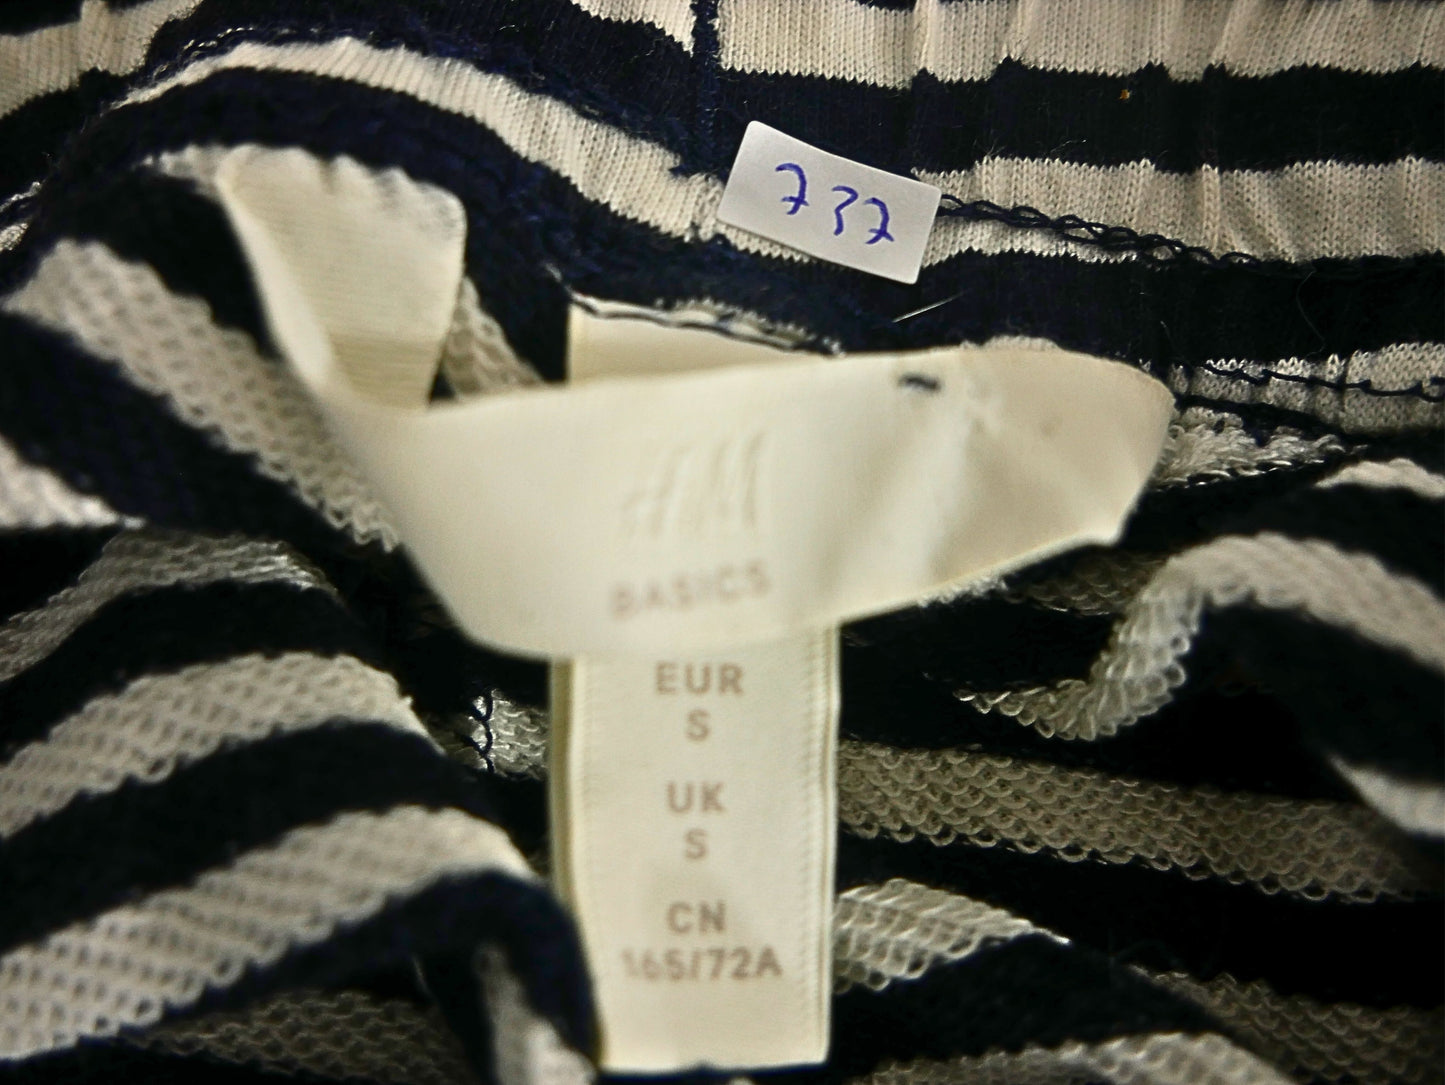 737
H&M
BASICS
EUR
S
UK
S
CN
165/72A